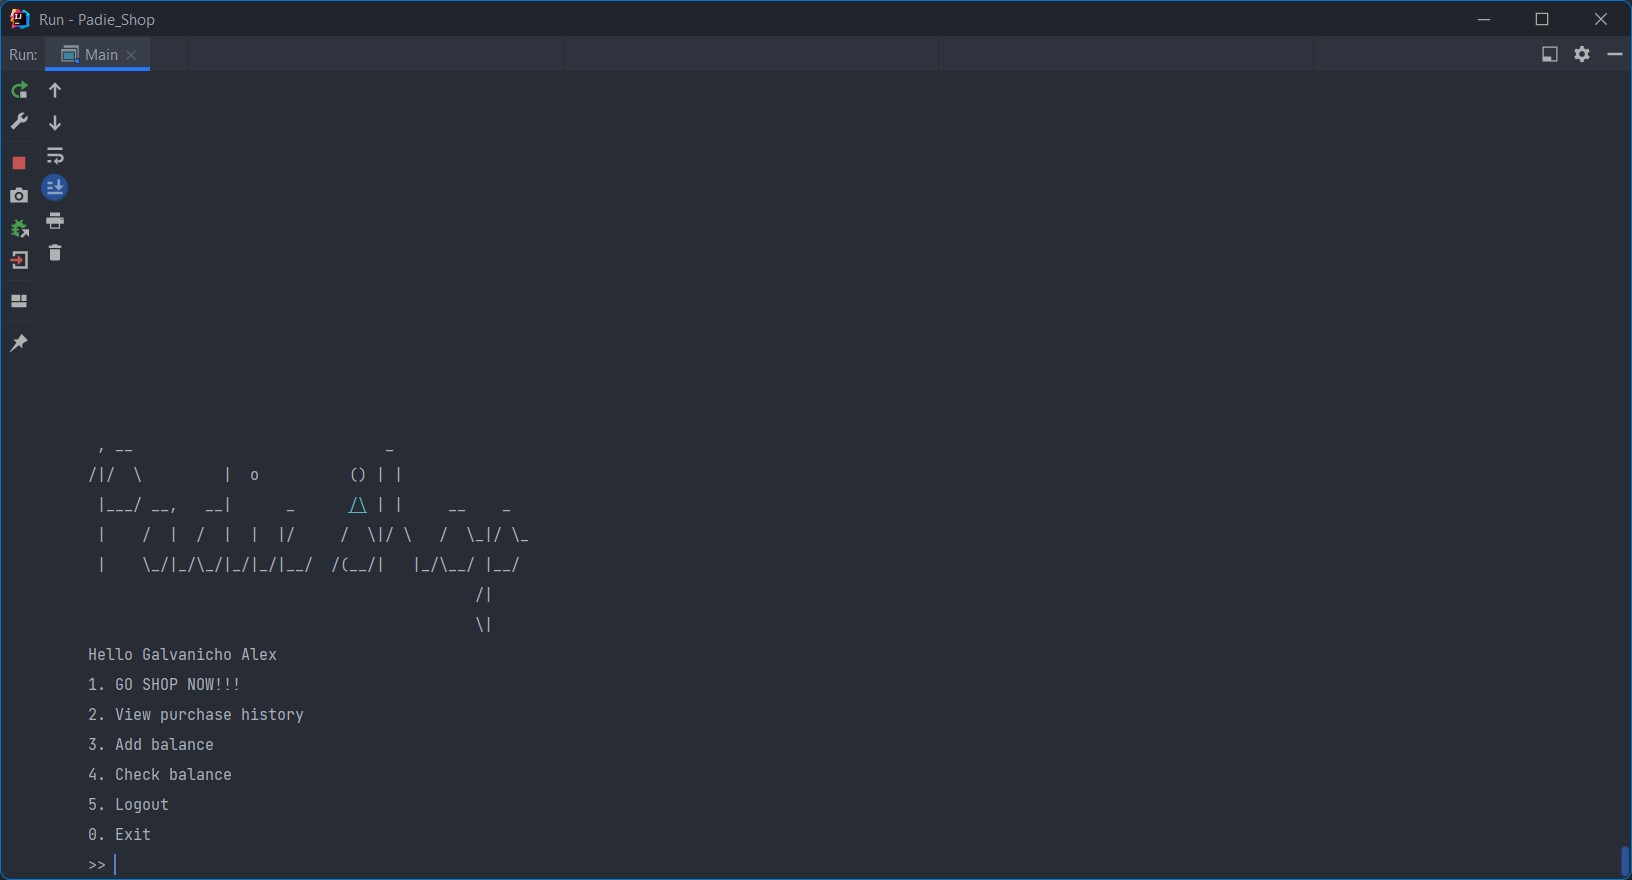 Run - Padie_Shop
Run: Main
  , __                            _
/|/  \         |  o          () | |
 |___/ __,   __|      _      /\ | |     __    _
 |    /  |  /  |  |  |/     /  \|/ \   /  \_|/ \_
 |    \_/|_/\_/|_/|_/|__/  /(__/|   |_/\__/ |__/
                                           /|
                                           \|
Hello Galvanicho Alex
1. GO SHOP NOW!!!
2. View purchase history
3. Add balance
4. Check balance
5. Logout
0. Exit
>>